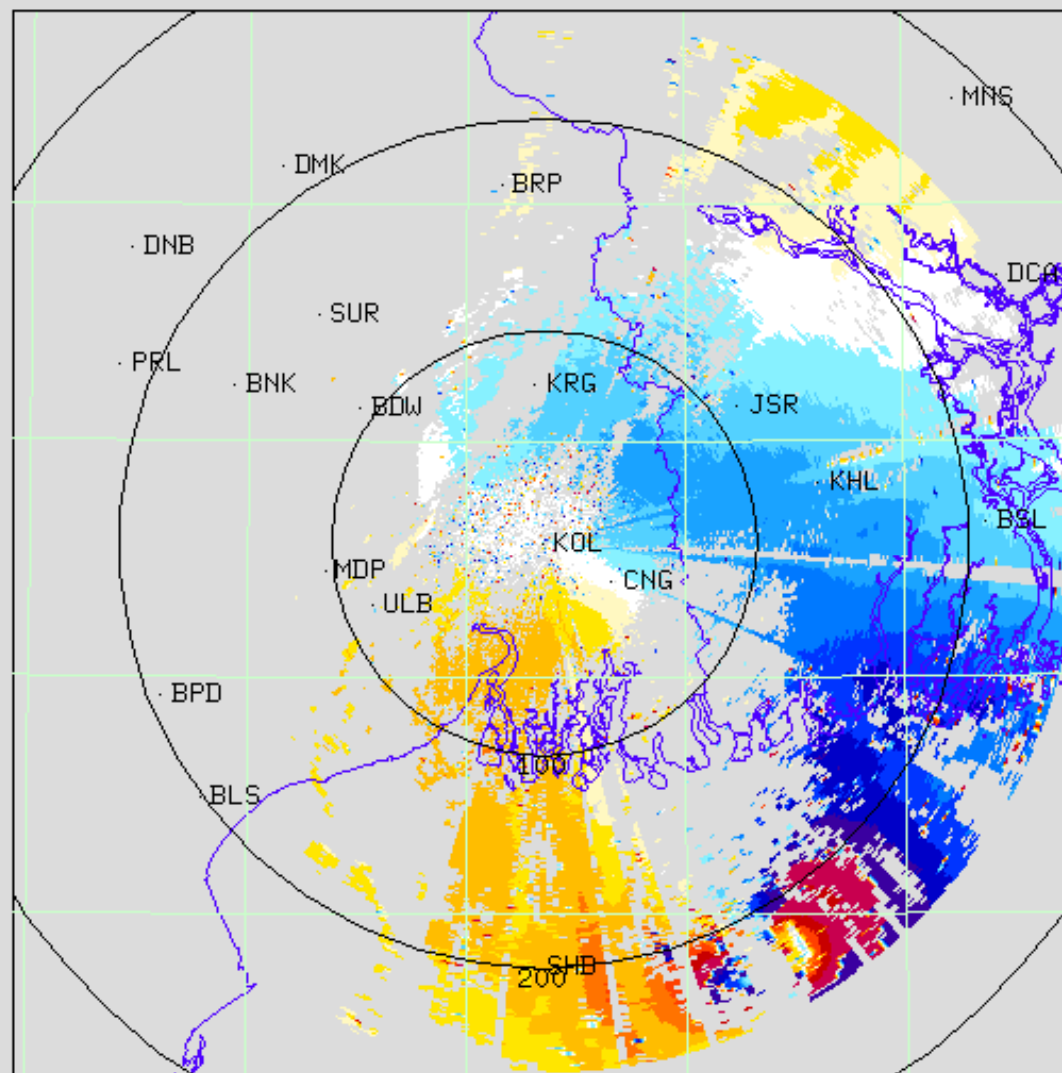 MNS
DMK
BRP
DNB
DCA
SUR
PRL
BNK
KRG
BDW
JSR
KHL
BSL
KOL
MDP
CNG
ULB
BPD
100
BLS
SHB
200